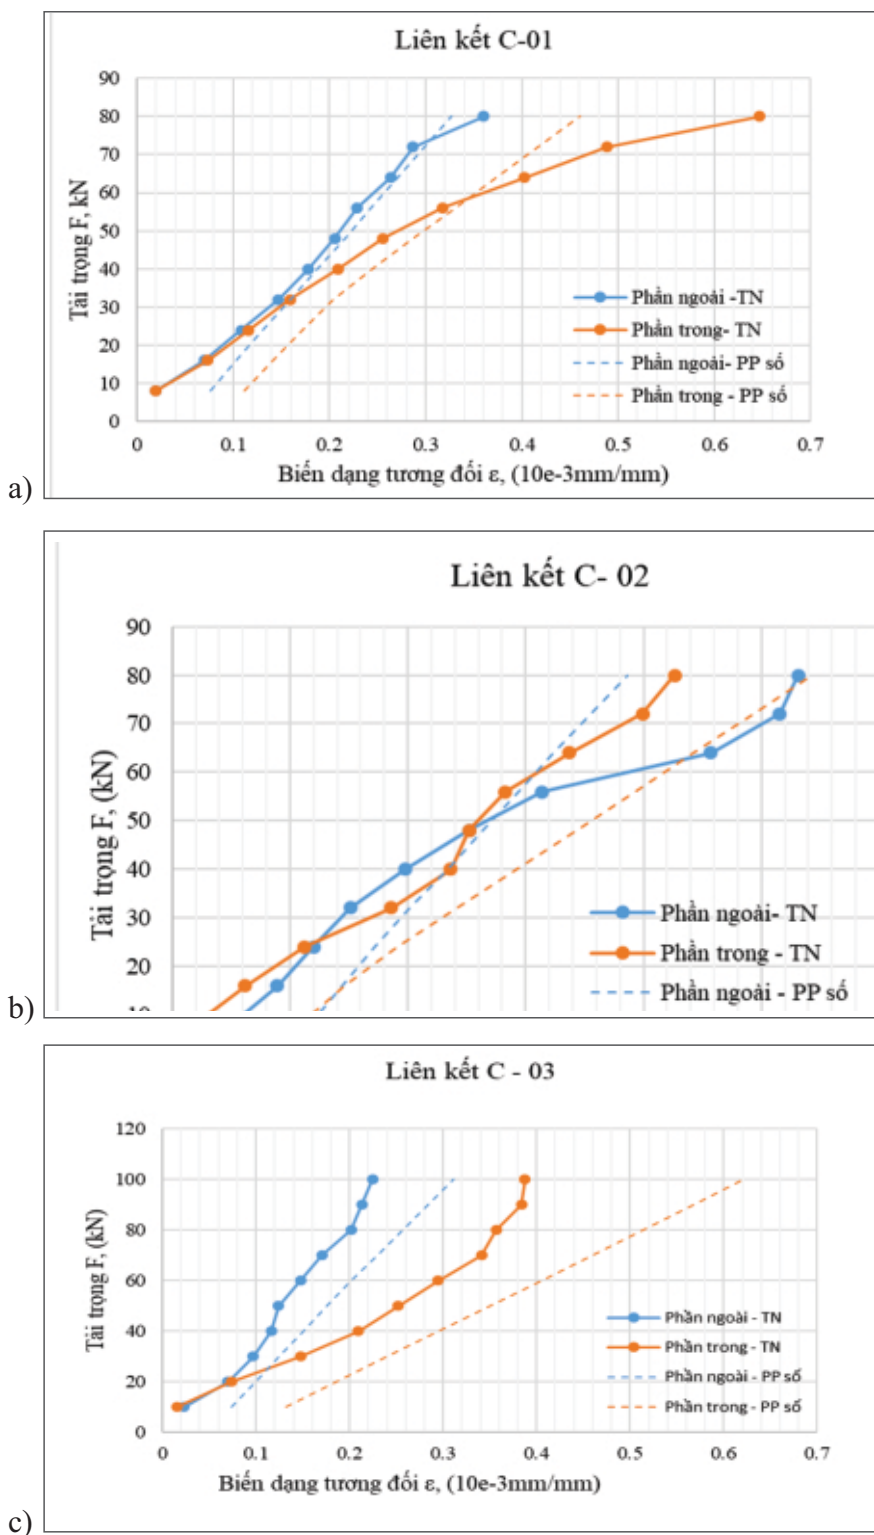 Liên kết C-01
90
80
70
60
50
40
30
20
10
0
Tải trọng F, kN
Phần ngoài -TN
Phần trong- TN
Phần ngoài- PP số
Phần trong - PP số
0 0.1 0.2 0.3 0.4 0.5 0.6 0.7
Biến dạng tương đối ε, (10e-3mm/mm)
a)
Liên kết C- 02
90
80
70
60
50
40
30
20
Tải trọng F, (kN)
Phần ngoài- TN
Phần trong - TN
Phần ngoài - PP số
b)
Liên kết C - 03
120
100
80
60
40
20
0
Tải trọng F, (kN)
Phần ngoài - TN
Phần trong - TN
Phần ngoài - PP số
Phần trong - PP số
0 0.1 0.2 0.3 0.4 0.5 0.6 0.7
Biến dạng tương đối ε, (10e-3mm/mm)
c)